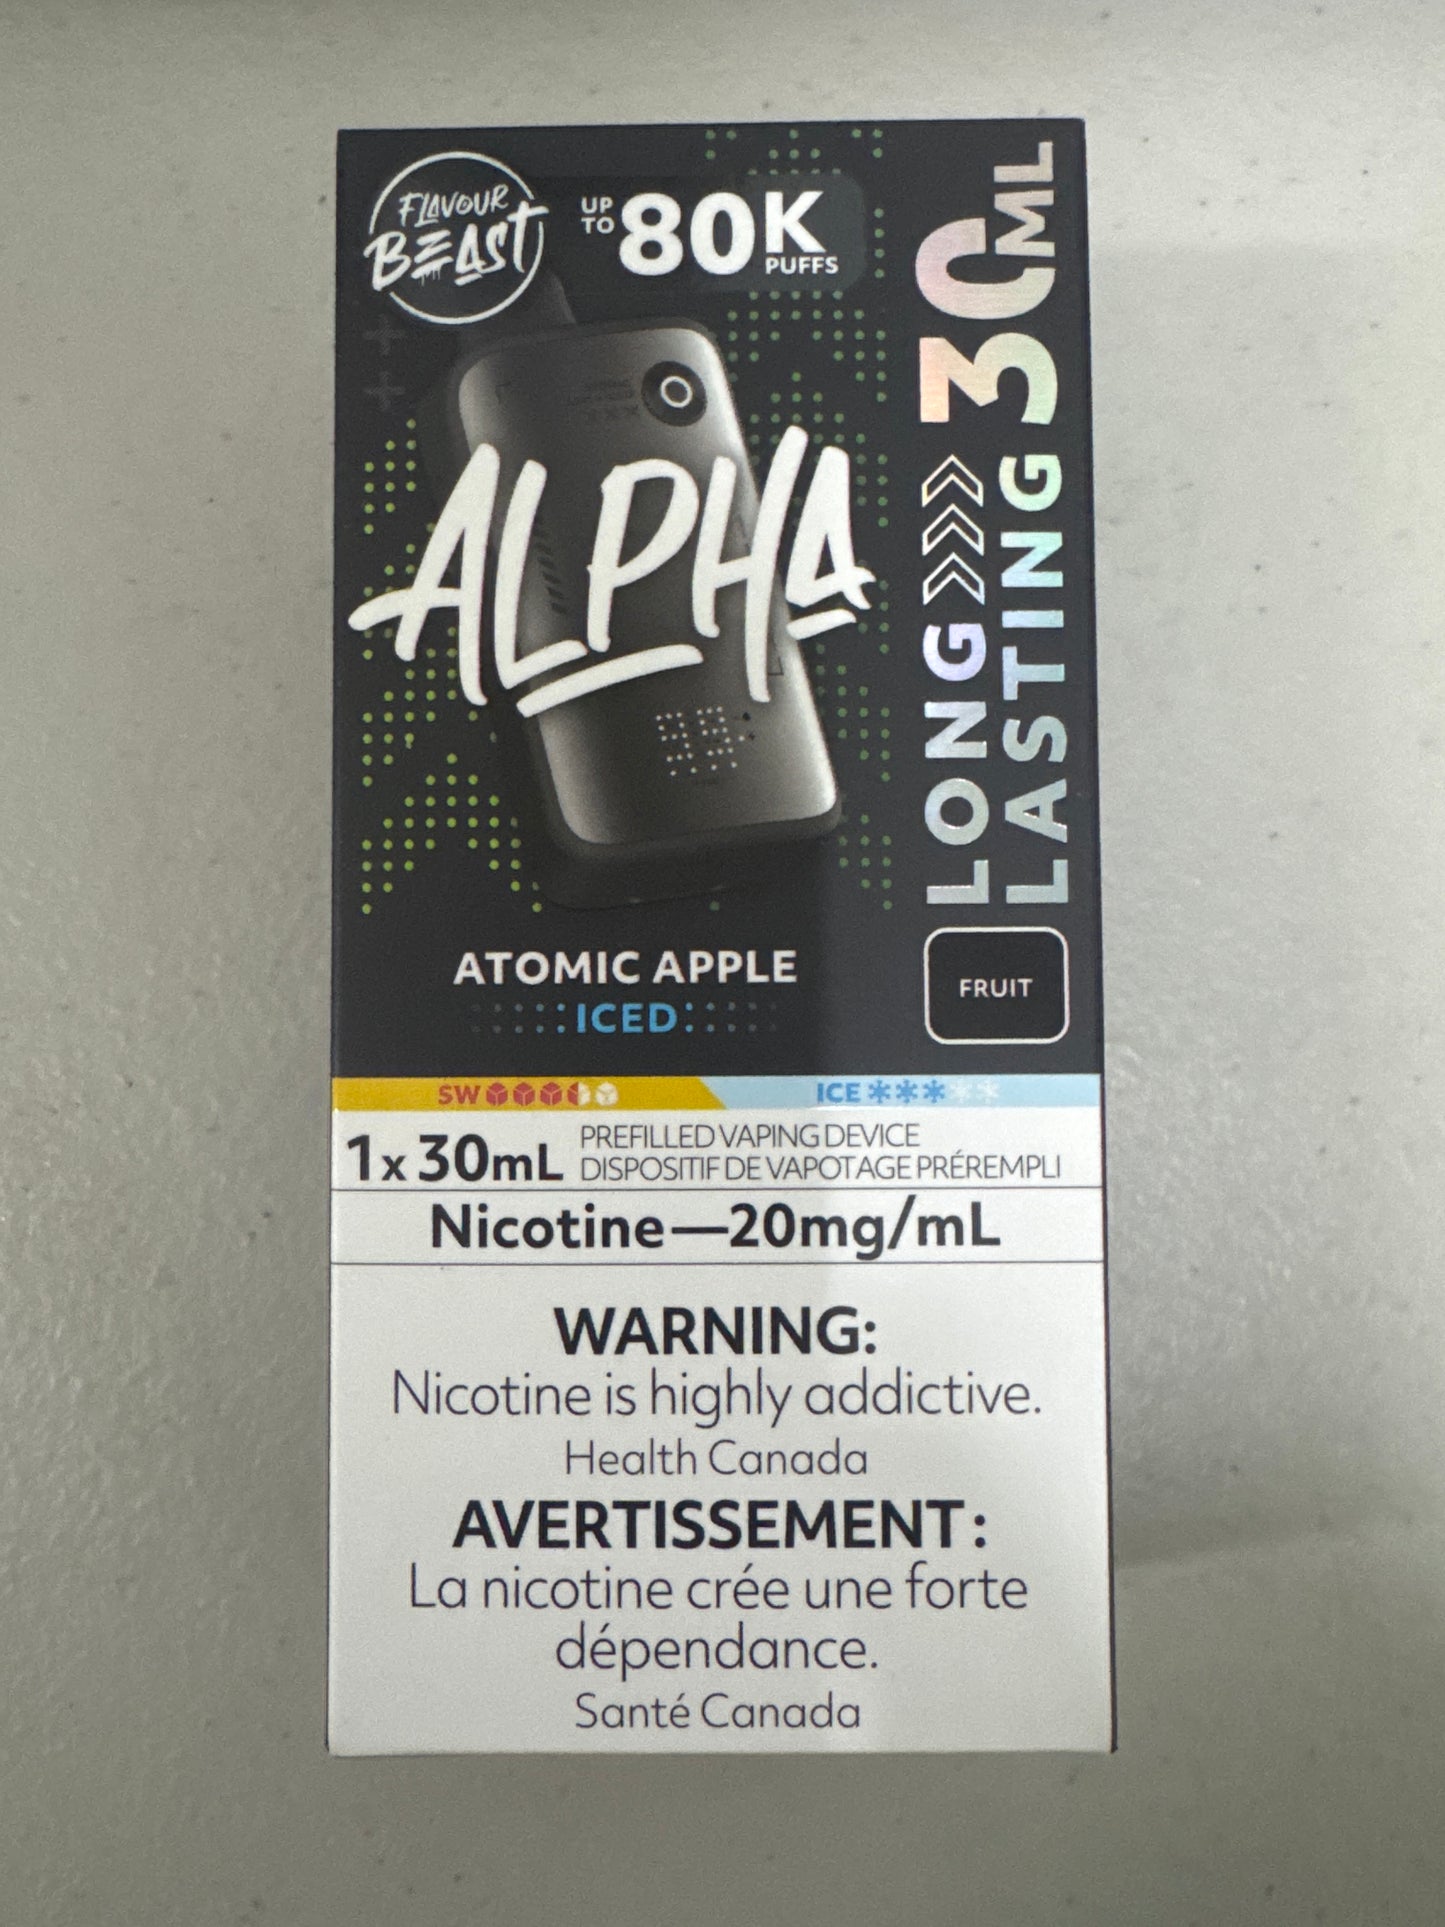 FLAVOUR
BEAST
UP
TO
80K
PUFFS
ALPHA
LONG
LASTING
30ML
ATOMIC APPLE
ICED
FRUIT
SW
ICE
1x30mL
PREFILLED VAPING DEVICE
DISPOSITIF DE VAPOTAGE PRÉREMPLI
Nicotine—20mg/mL
WARNING:
Nicotine is highly addictive.
Health Canada
AVERTISSEMENT :
La nicotine crée une forte
dépendance.
Santé Canada